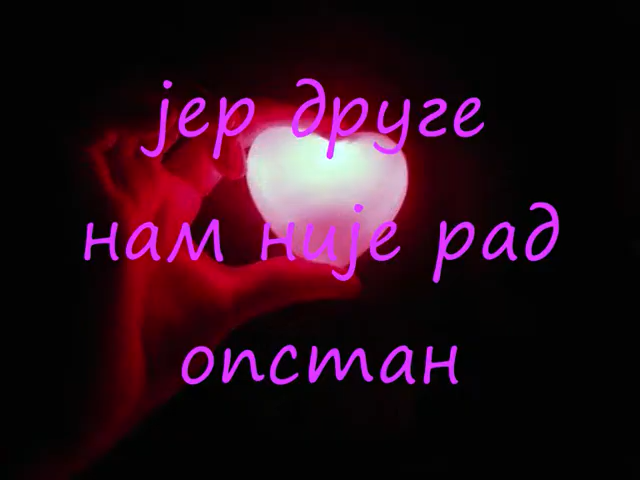 јер друге
нам није рад
опстан